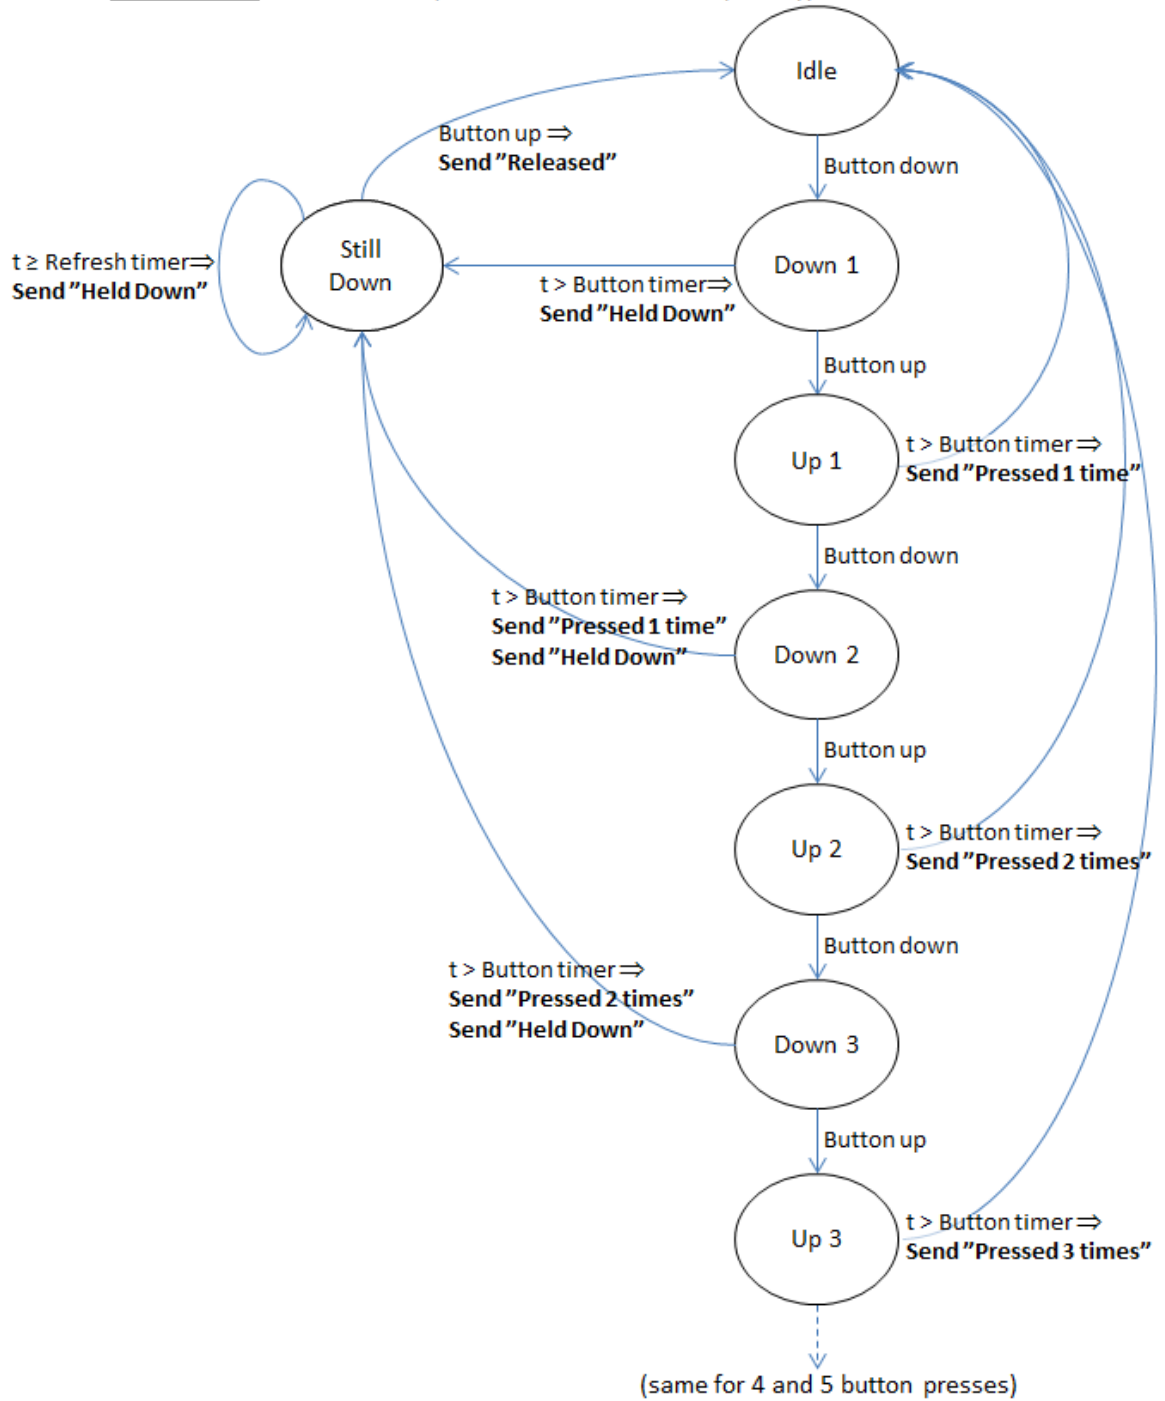 Idle
Button up ⇒
Send ”Released”
Button down
Still
Down
Down 1
t ≥ Refresh timer⇒
Send ”Held Down”
t > Button timer⇒
Send ”Held Down”
Button up
Up 1
t > Button timer⇒
Send ”Pressed 1 time”
Button down
t > Button timer⇒
Send ”Pressed 1 time”
Send ”Held Down”
Down 2
Button up
Up 2
t > Button timer⇒
Send ”Pressed 2 times”
Button down
t > Button timer⇒
Send ”Pressed 2 times”
Send ”Held Down”
Down 3
Button up
Up 3
t > Button timer⇒
Send ”Pressed 3 times”
(same for 4 and 5 button presses)